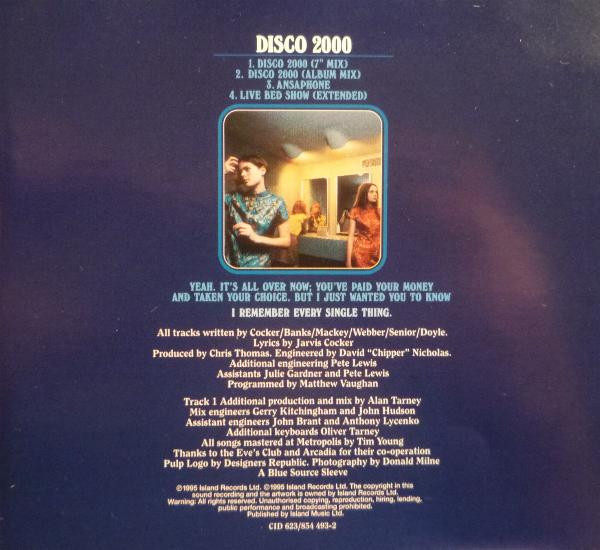 DISCO 2000
1. DISCO 2000 (7" MIX)
2. DISCO 2000 (ALBUM MIX)
3. ANSAPHONE
4. LIVE BED SHOW (EXTENDED)
YEAH. IT'S ALL OVER NOW; YOU'VE PAID YOUR MONEY
AND TAKEN YOUR CHOICE. BUT I JUST WANTED YOU TO KNOW
I REMEMBER EVERY SINGLE THING.
All tracks written by Cocker/Banks/Mackey/Webber/Senior/Doyle.
Lyrics by Jarvis Cocker
Produced by Chris Thomas. Engineered by David “Chipper” Nicholas.
Additional engineering Pete Lewis
Assistants Julie Gardner and Pete Lewis
Programmed by Matthew Vaughan
Track 1 Additional production and mix by Alan Tarney
Mix engineers Gerry Kitchingham and John Hudson
Assistant engineers John Brant and Anthony Lycenko
Additional keyboards Oliver Tarney
All songs mastered at Metropolis by Tim Young
Thanks to the Eve's Club and Arcadia for their co-operation
Pulp Logo by Designers Republic. Photography by Donald Milne
A Blue Source Sleeve
℗1995 Island Records Ltd. ©1995 Island Records Ltd. The copyright in this
sound recording and the artwork is owned by Island Records Ltd.
Warning: All rights reserved. Unauthorised copying, reproduction, hiring, lending,
public performance and broadcasting prohibited.
Published by Island Music Ltd.
CID 623/854 493-2